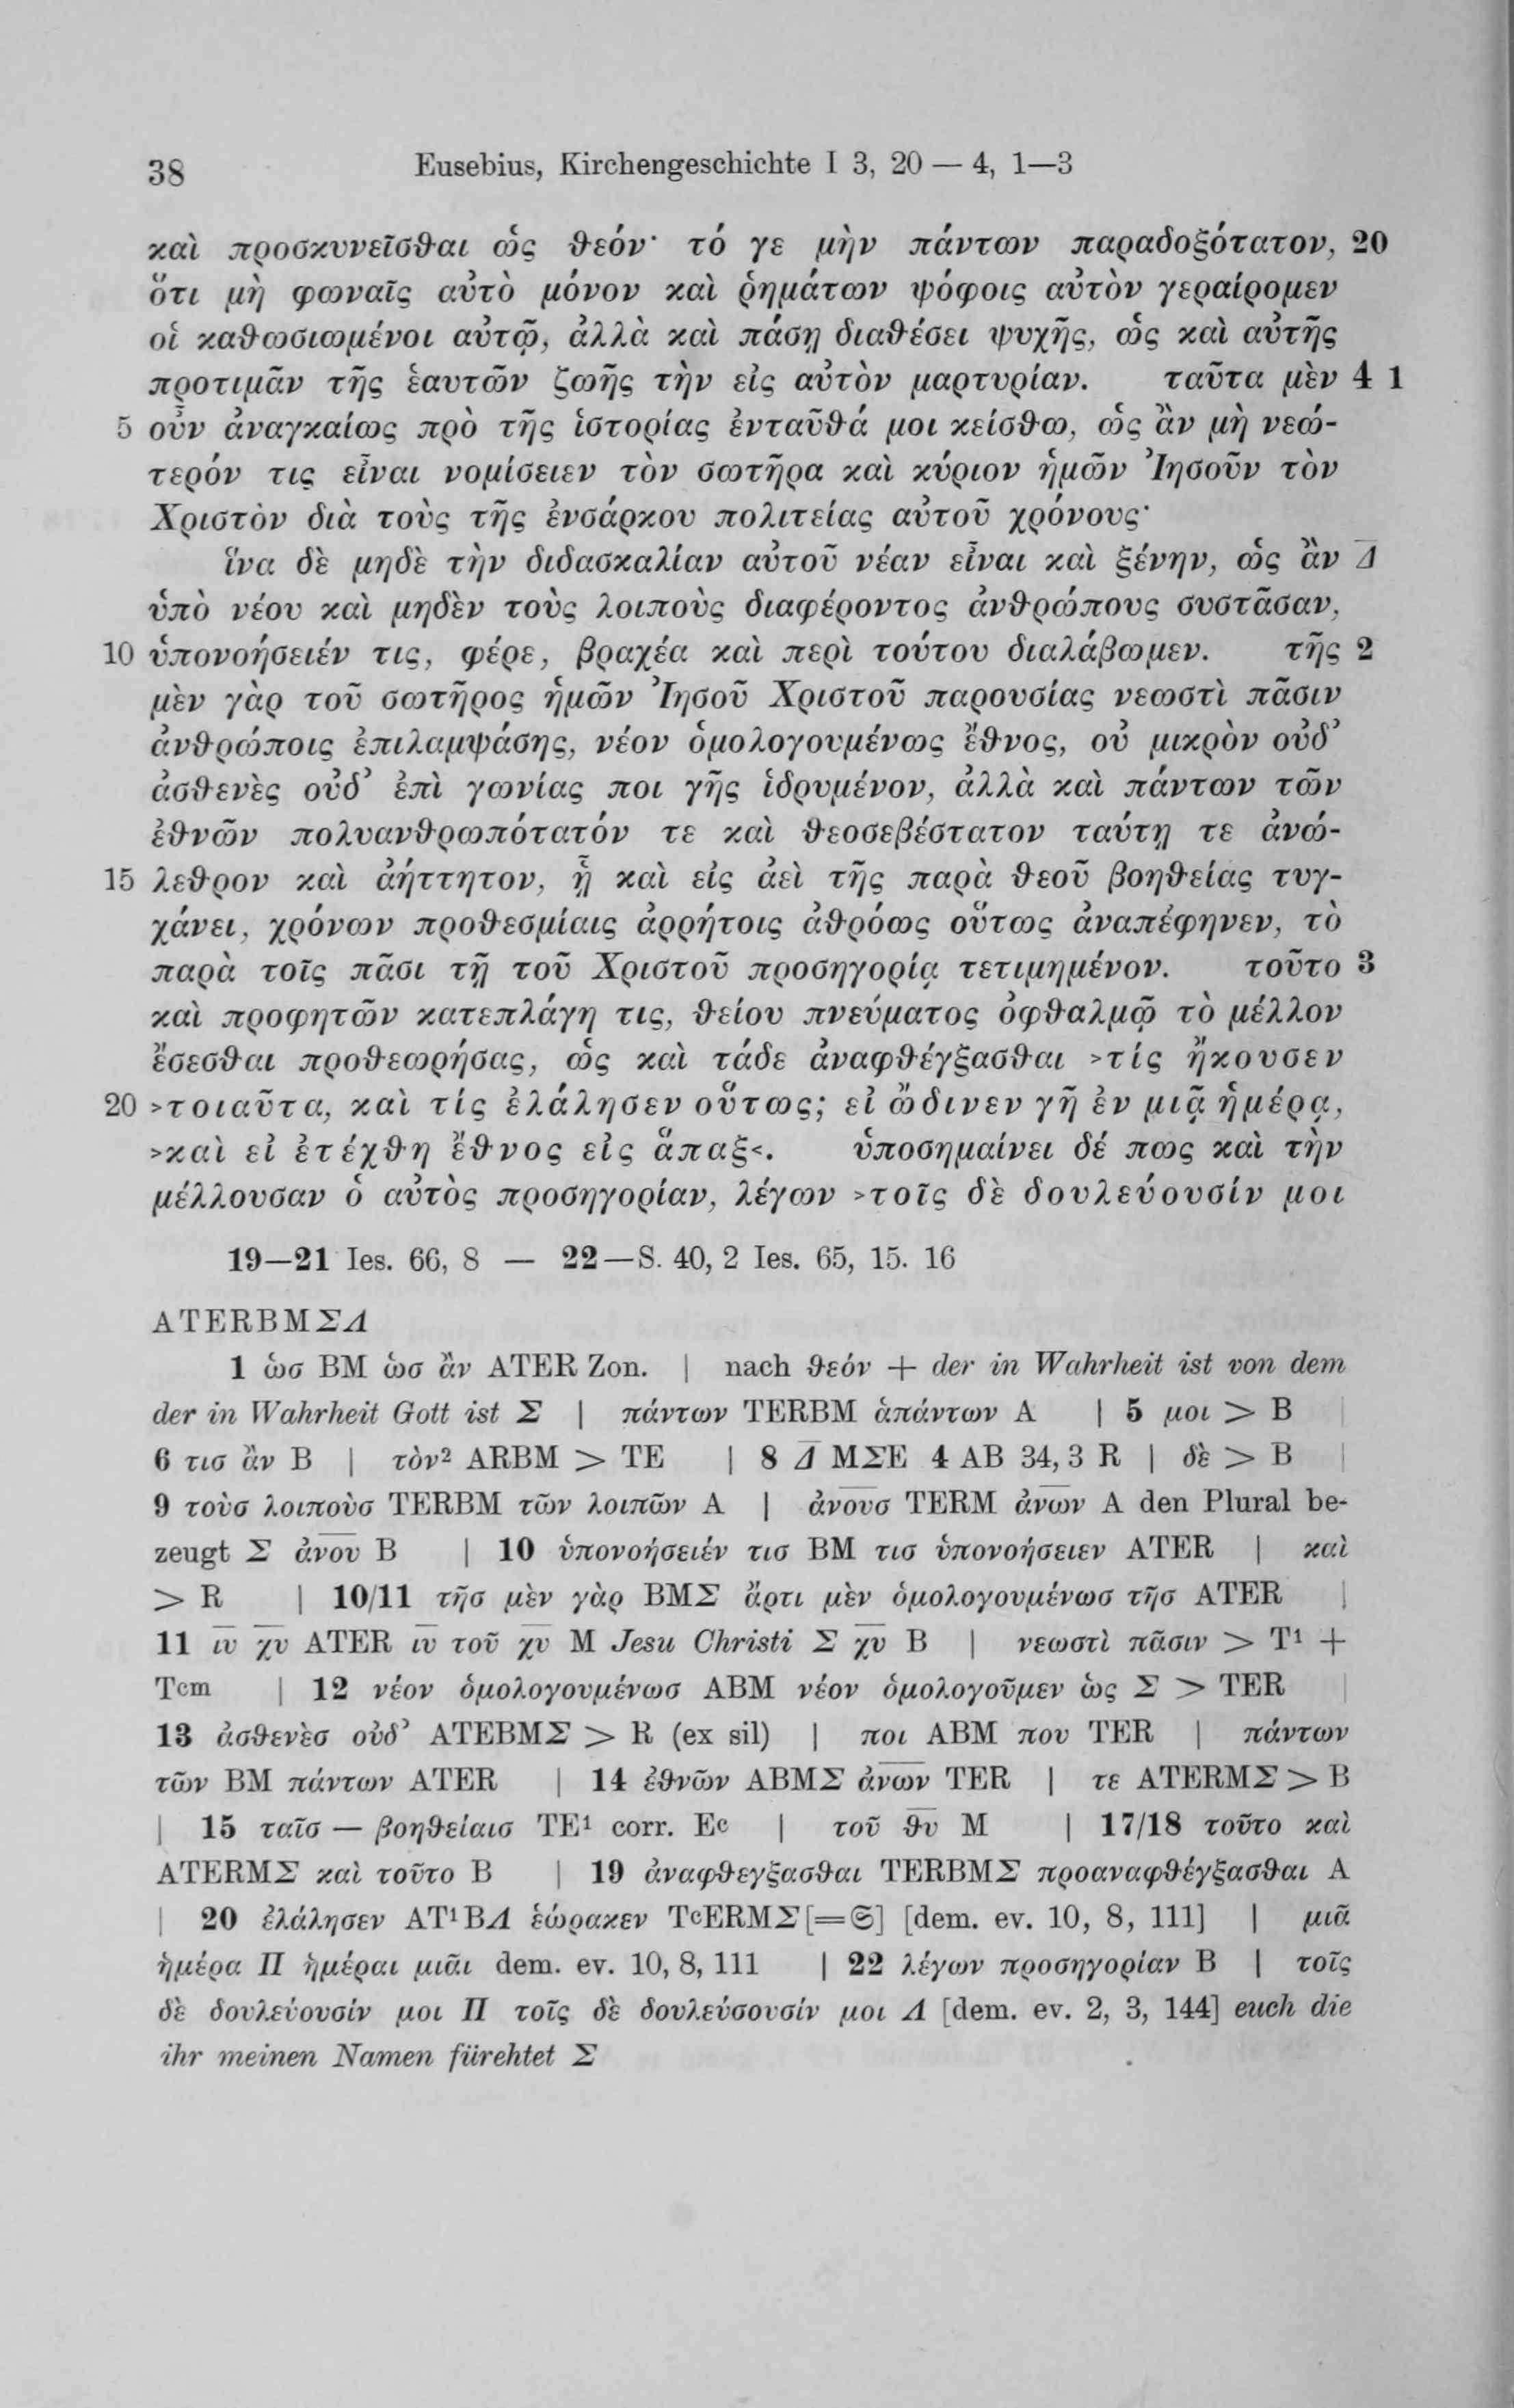 38 Eusebius, Kirchengeschichte I 3, 20 — 4, 1—3
καὶ προσκυνεῖσθαι ὡς θεόν· τό γε μὴν πάντων παραδοξότατον, 20
ὅτι μὴ φωναῖς αὐτὸ μόνον καὶ ῥημάτων ψόφοις αὐτὸν γεραίρομεν
οἱ καθωσιωμένοι αὐτῷ, ἀλλὰ καὶ πάσῃ διαθέσει ψυχῆς, ὡς καὶ αὐτῆς
προτιμᾶν τῆς ἑαυτῶν ζωῆς τὴν εἰς αὐτὸν μαρτυρίαν. ταῦτα μὲν 4 1
5 οὖν ἀναγκαίως πρὸ τῆς ἱστορίας ἐνταῦθά μοι κείσθω, ὡς ἂν μὴ νεώ-
τερόν τις εἶναι νομίσειεν τὸν σωτῆρα καὶ κύριον ἡμῶν Ἰησοῦν τὸν
Χριστὸν διὰ τοὺς τῆς ἐνσάρκου πολιτείας αὐτοῦ χρόνους·
ἵνα δὲ μηδὲ τὴν διδασκαλίαν αὐτοῦ νέαν εἶναι καὶ ξένην, ὡς ἂν Δ̅
ὑπὸ νέου καὶ μηδὲν τοὺς λοιποὺς διαφέροντος ἀνθρώπους συστᾶσαν,
10 ὑπονοήσειέν τις, φέρε, βραχέα καὶ περὶ τούτου διαλάβωμεν. τῆς 2
μὲν γὰρ τοῦ σωτῆρος ἡμῶν Ἰησοῦ Χριστοῦ παρουσίας νεωστὶ πᾶσιν
ἀνθρώποις ἐπιλαμψάσης, νέον ὁμολογουμένως ἔθνος, οὐ μικρὸν οὐδ’
ἀσθενὲς οὐδ’ ἐπὶ γωνίας ποι γῆς ἱδρυμένον, ἀλλὰ καὶ πάντων τῶν
ἐθνῶν πολυανθρωπότατόν τε καὶ θεοσεβέστατον ταύτῃ τε ἀνώ-
15 λεθρον καὶ ἀήττητον, ᾗ καὶ εἰς ἀεὶ τῆς παρὰ θεοῦ βοηθείας τυγ-
χάνει, χρόνων προθεσμίαις ἀρρήτοις ἀθρόως οὕτως ἀναπέφηνεν, τὸ
παρὰ τοῖς πᾶσι τῇ τοῦ Χριστοῦ προσηγορίᾳ τετιμημένον. τοῦτο 3
καὶ προφητῶν κατεπλάγη τις, θείου πνεύματος ὀφθαλμῷ τὸ μέλλον
ἔσεσθαι προθεωρήσας, ὡς καὶ τάδε ἀναφθέγξασθαι >τίς ἤκουσεν
20 >τοιαῦτα, καὶ τίς ἐλάλησεν οὕτως; εἰ ὤδινεν γῆ ἐν μιᾷ ἡμέρᾳ,
>καὶ εἰ ἐτέχθη ἔθνος εἰς ἅπαξ<. ὑποσημαίνει δέ πως καὶ τὴν
μέλλουσαν ὁ αὐτὸς προσηγορίαν, λέγων >τοῖς δὲ δουλεύουσίν μοι
19—21 Ies. 66, 8 — 22—S. 40, 2 Ies. 65, 15. 16
ATERBMΣΛ
1 ὡσ BM ὡσ ἂν ATER Zon. | nach θεόν + der in Wahrheit ist von dem
der in Wahrheit Gott ist Σ | πάντων TERBM ἁπάντων A | 5 μοι > B |
6 τισ ἂν B | τὸν² ARBM > TE | 8 Δ̅ MΣE 4 AB 34, 3 R | δὲ > B |
9 τοὺσ λοιποὺσ TERBM τῶν λοιπῶν A | ἀν̅ο̅υσ TERM ἀν̅ω̅ν A den Plural be-
zeugt Σ ἀν̅ο̅υ B | 10 ὑπονοήσειέν τισ BM τισ ὑπονοήσειεν ATER | καὶ
> R | 10/11 τῆσ μὲν γὰρ BMΣ ἄρτι μὲν ὁμολογουμένωσ τῆσ ATER |
11 ι̅υ̅ χ̅υ̅ ATER ι̅υ̅ τοῦ χ̅υ̅ M Jesu Christi Σ χ̅υ̅ B | νεωστὶ πᾶσιν > T¹ +
Tcm | 12 νέον ὁμολογουμένωσ ABM νέον ὁμολογοῦμεν ὡς Σ > TER |
13 ἀσθενὲσ οὐδ’ ATEBMΣ > R (ex sil) | ποι ABM που TER | πάντων
τῶν BM πάντων ATER | 14 ἐθνῶν ABMΣ ἀν̅ω̅ν TER | τε ATERMΣ > B
| 15 ταῖσ — βοηθείαισ TE¹ corr. Ec | τοῦ θ̅υ̅ M | 17/18 τοῦτο καὶ
ATERMΣ καὶ τοῦτο B | 19 ἀναφθεγξασθαι TERBMΣ προαναφθέγξασθαι A
| 20 ἐλάλησεν AT¹BΛ ἑώρακεν TcERMΣ[=𝔖] [dem. ev. 10, 8, 111] | μιᾶ
ἡμέρα Π ἡμέραι μιᾶι dem. ev. 10, 8, 111 | 22 λέγων προσηγορίαν B | τοῖς
δὲ δουλεύουσίν μοι Π τοῖς δὲ δουλεύσουσίν μοι Λ [dem. ev. 2, 3, 144] euch die
ihr meinen Namen fürehtet Σ